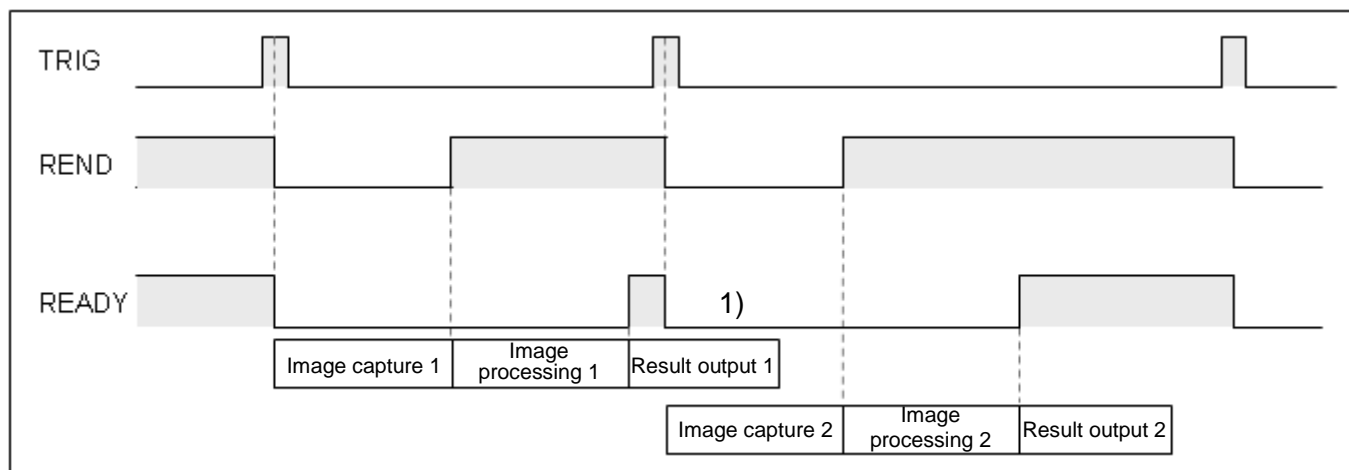 TRIG
REND
READY
1)
Image capture 1
Image
processing 1
Result output 1
Image capture 2
Image
processing 2
Result output 2